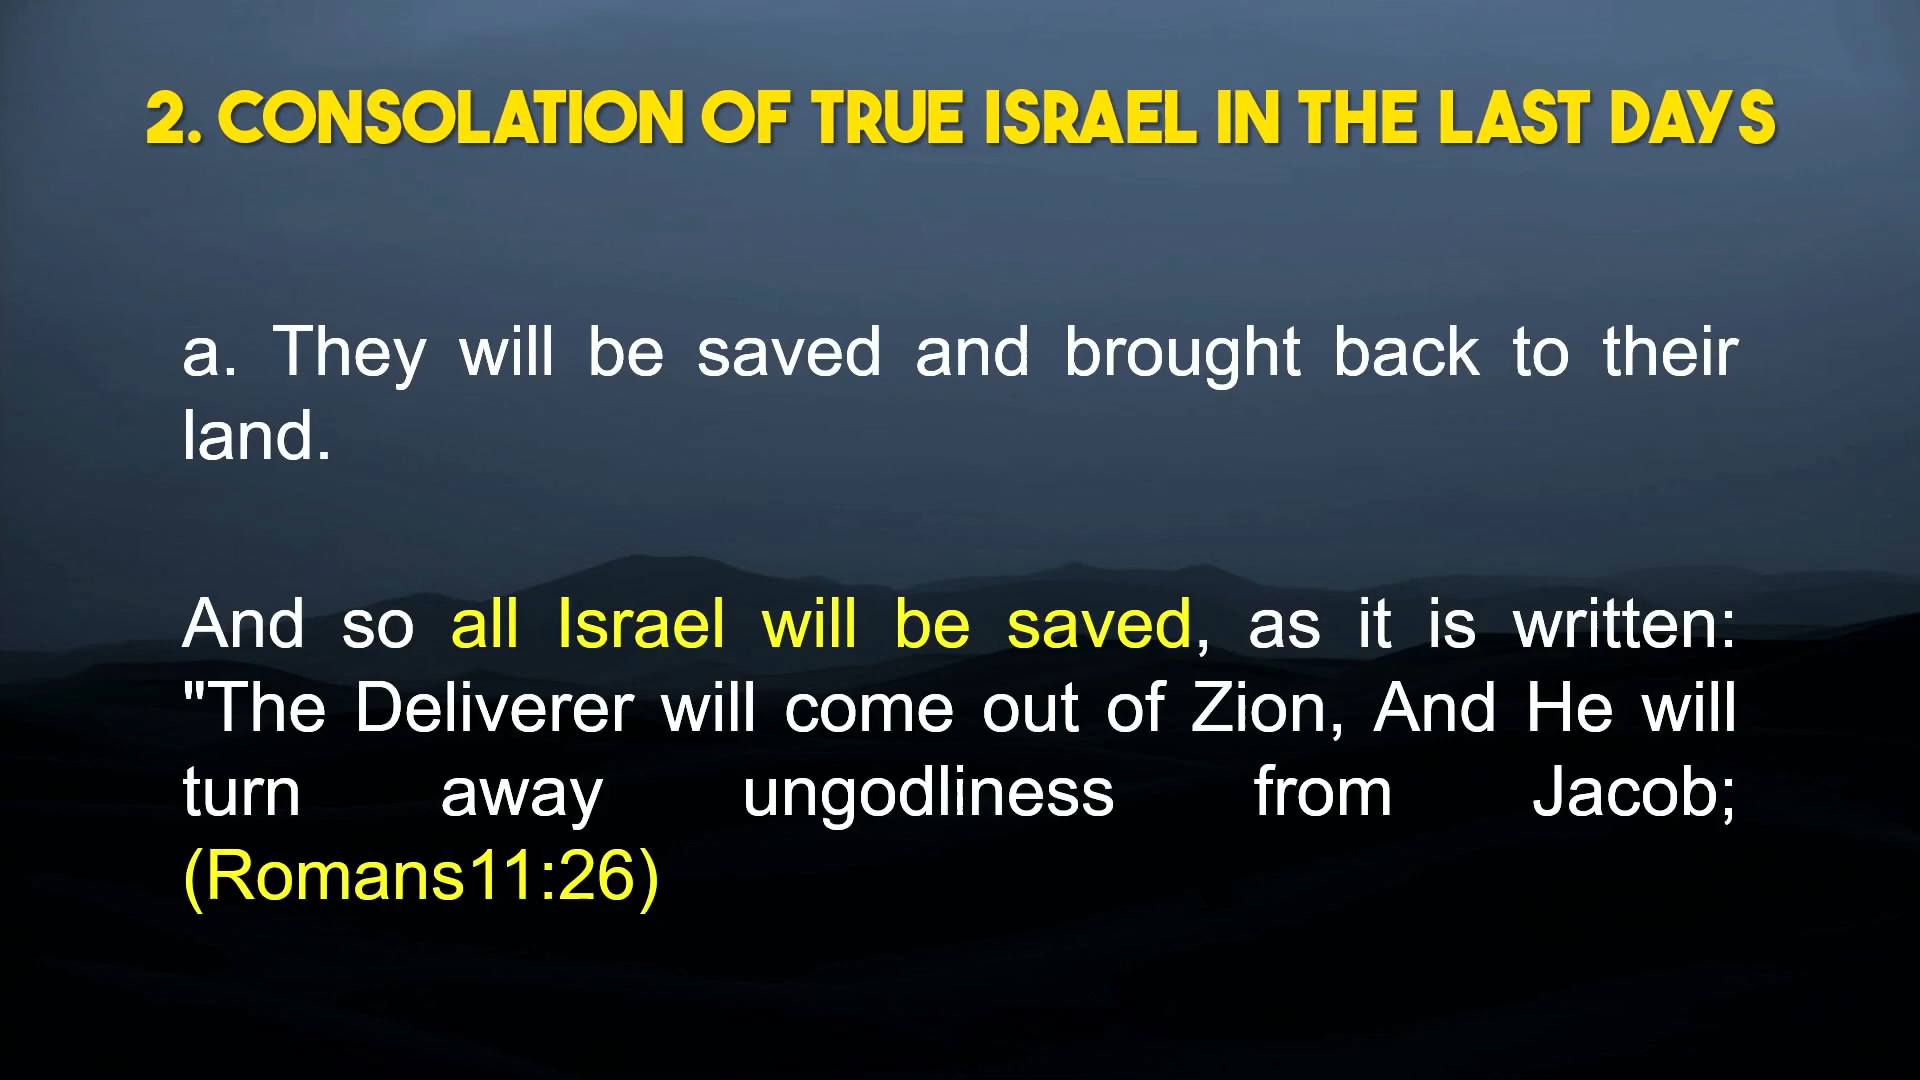 2. CONSOLATION OF TRUE ISRAEL IN THE LAST DAYS
a. They will be saved and brought back to their
land.
And so all Israel will be saved, as it is written:
"The Deliverer will come out of Zion, And He will
turn away ungodliness from Jacob;
(Romans11:26)